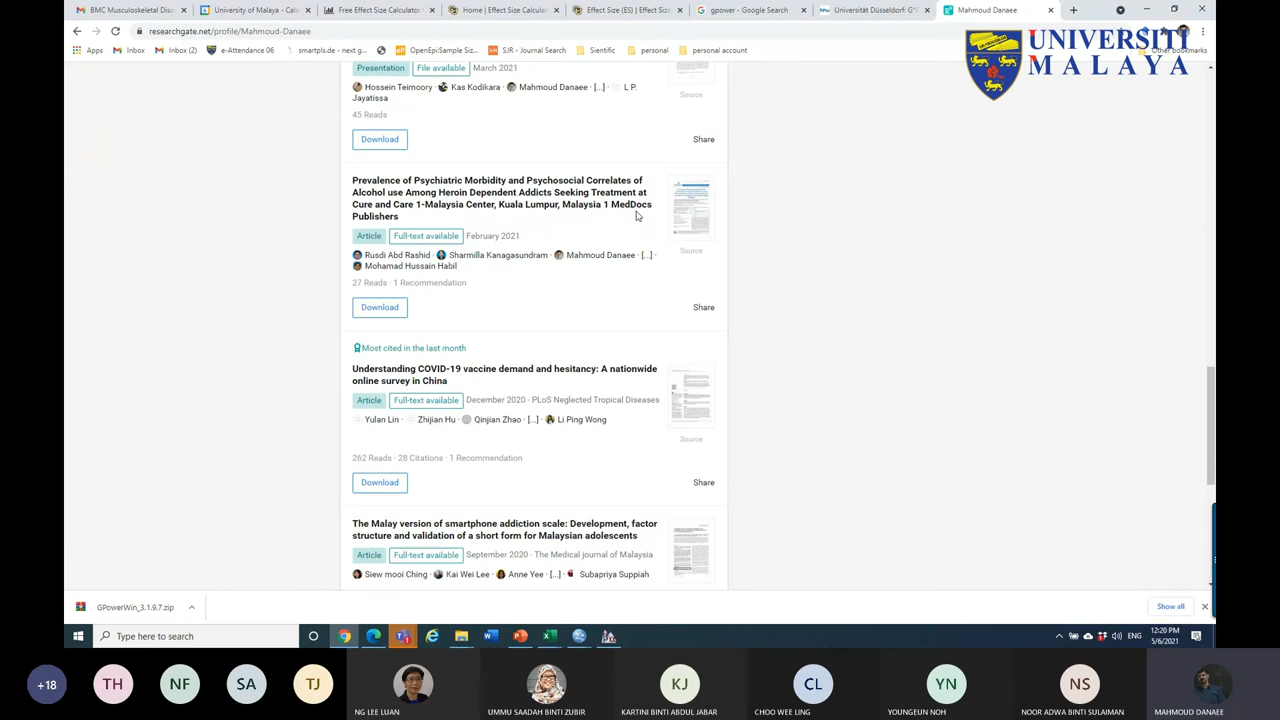 BMC Musculoskeletal Diso
University of Malaya - Cale
Free Effect Size Calculator
Home | Effect Size Calculat
Effect Size (ES) | Effect Size
gpower - Google Search
Universität Düsseldorf: G*
Mahmoud Danaee
researchgate.net/profile/Mahmoud-Danaee
Apps
Inbox
Inbox (2)
e-Attendance 06
smartpls.de - next g...
OpenEpi:Sample Siz...
SJR - Journal Search
Sientific
personal
personal account
Other bookmarks
UNIVERSITI
MALAYA
Presentation File available March 2021
Hossein Teimoory · Kas Kodikara · Mahmoud Danaee · [...] · L P.
Jayatissa
Source
45 Reads
Download
Share
Prevalence of Psychiatric Morbidity and Psychosocial Correlates of
Alcohol use Among Heroin Dependent Addicts Seeking Treatment at
Cure and Care 1-Malaysia Center, Kuala Lumpur, Malaysia 1 MedDocs
Publishers
Article Full-text available February 2021
Rusdi Abd Rashid · Sharmilla Kanagasundram · Mahmoud Danaee · [...] ·
Mohamad Hussain Habil
Source
27 Reads · 1 Recommendation
Download
Share
Most cited in the last month
Understanding COVID-19 vaccine demand and hesitancy: A nationwide
online survey in China
Article Full-text available December 2020 · PLoS Neglected Tropical Diseases
Yulan Lin · Zhijian Hu · Qinjian Zhao · [...] · Li Ping Wong
Source
262 Reads · 28 Citations · 1 Recommendation
Download
Share
The Malay version of smartphone addiction scale: Development, factor
structure and validation of a short form for Malaysian adolescents
Article Full-text available September 2020 · The Medical journal of Malaysia
Siew mooi Ching · Kai Wei Lee · Anne Yee · [...] · Subapriya Suppiah
GPowerWin_3.1.9.7.zip
Show all
Type here to search
ENG
12:20 PM
5/6/2021
+18
TH
NF
SA
TJ
KJ
CL
YN
NS
NG LEE LUAN
UMMU SAADAH BINTI ZUBIR
KARTINI BINTI ABDUL JABAR
CHOO WEE LING
YOUNGEUN NOH
NOOR ADWA BINTI SULAIMAN
MAHMOUD DANAEE